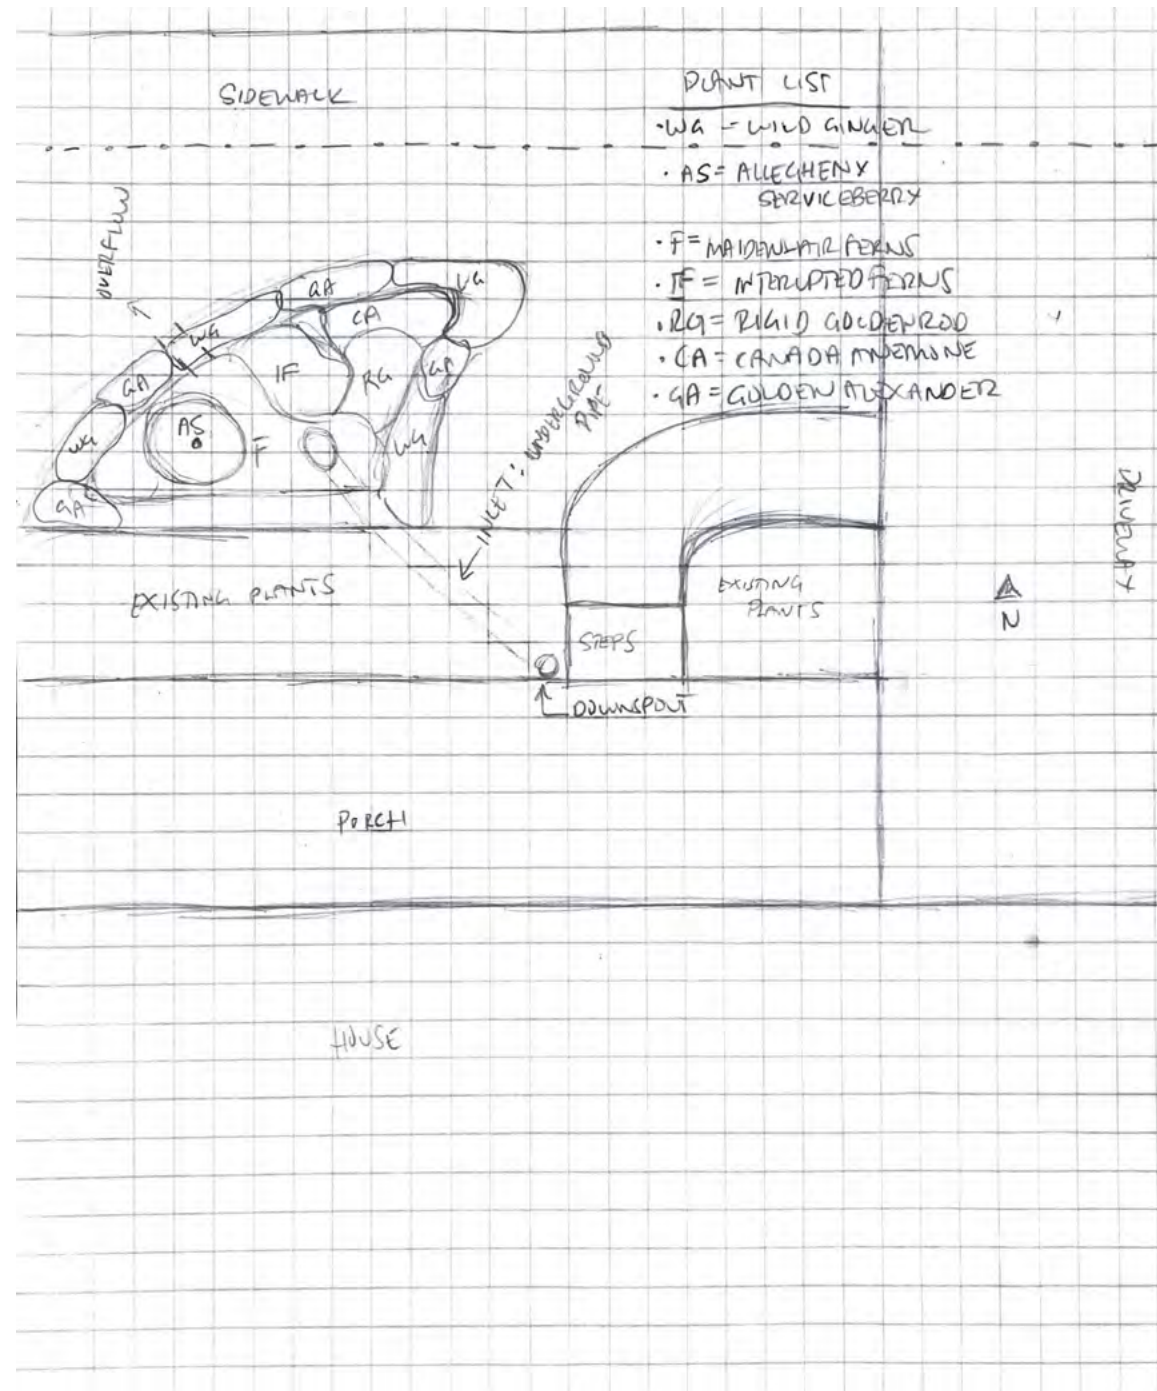 SIDEWALK
PLANT LIST
·WG = WILD GINGER
· AS = ALLEGHENY
SERVICEBERRY
· F = MAIDENHAIR FERNS
· IF = INTERUPTED FERNS
· RG = RIGID GOLDENROD
· CA = CANADA ANEMONE
· GA = GOLDEN ALEXANDER
OVERFLOW
GA
WG
CA
WG
GA
IF
RG
GA
AS
F
WG
WG
GA
INLET: UNDERGROUND
PIPE
DRIVEWAY
EXISTING PLANTS
EXISTING
PLANTS
N
STEPS
DOWNSPOUT
PORCH
HOUSE